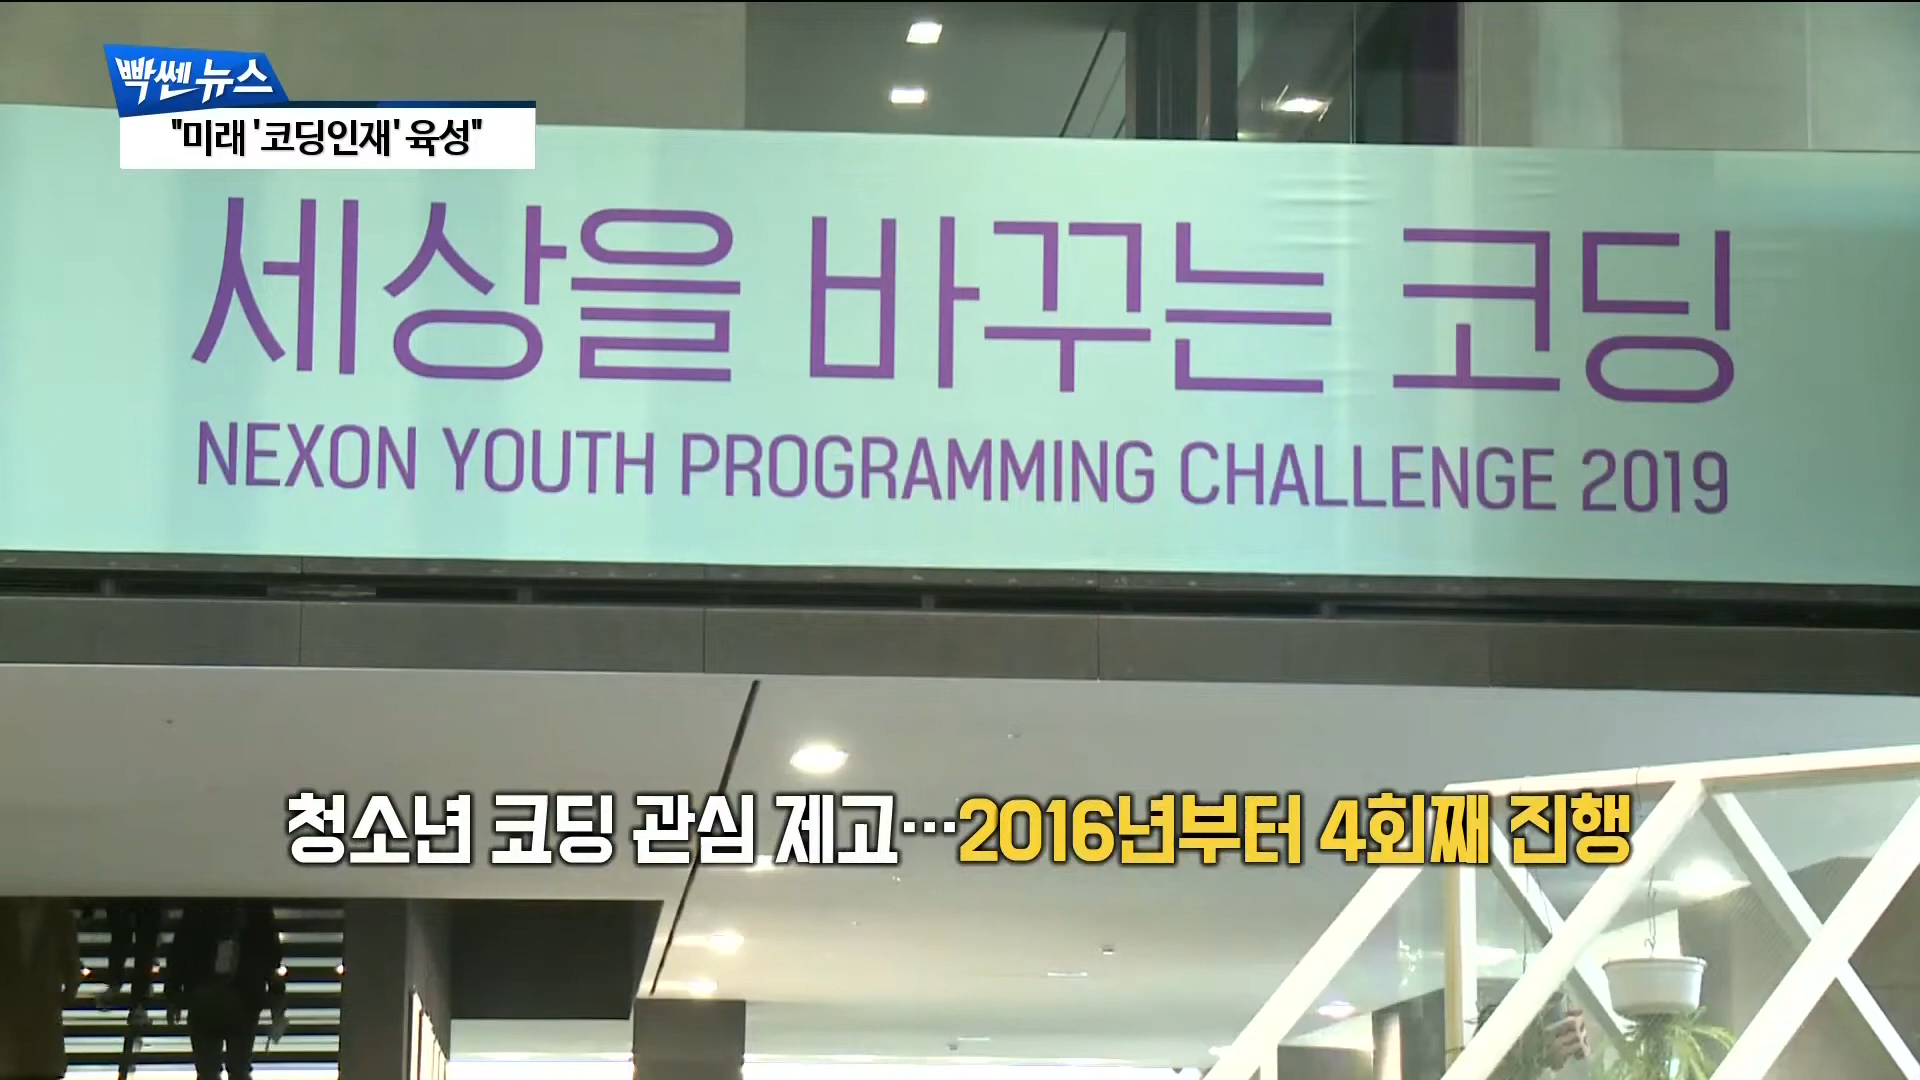 빡쎈뉴스
"미래 '코딩인재' 육성"
세상을 바꾸는 코딩
NEXON YOUTH PROGRAMMING CHALLENGE 2019
청소년 코딩 관심 제고…2016년부터 4회째 진행